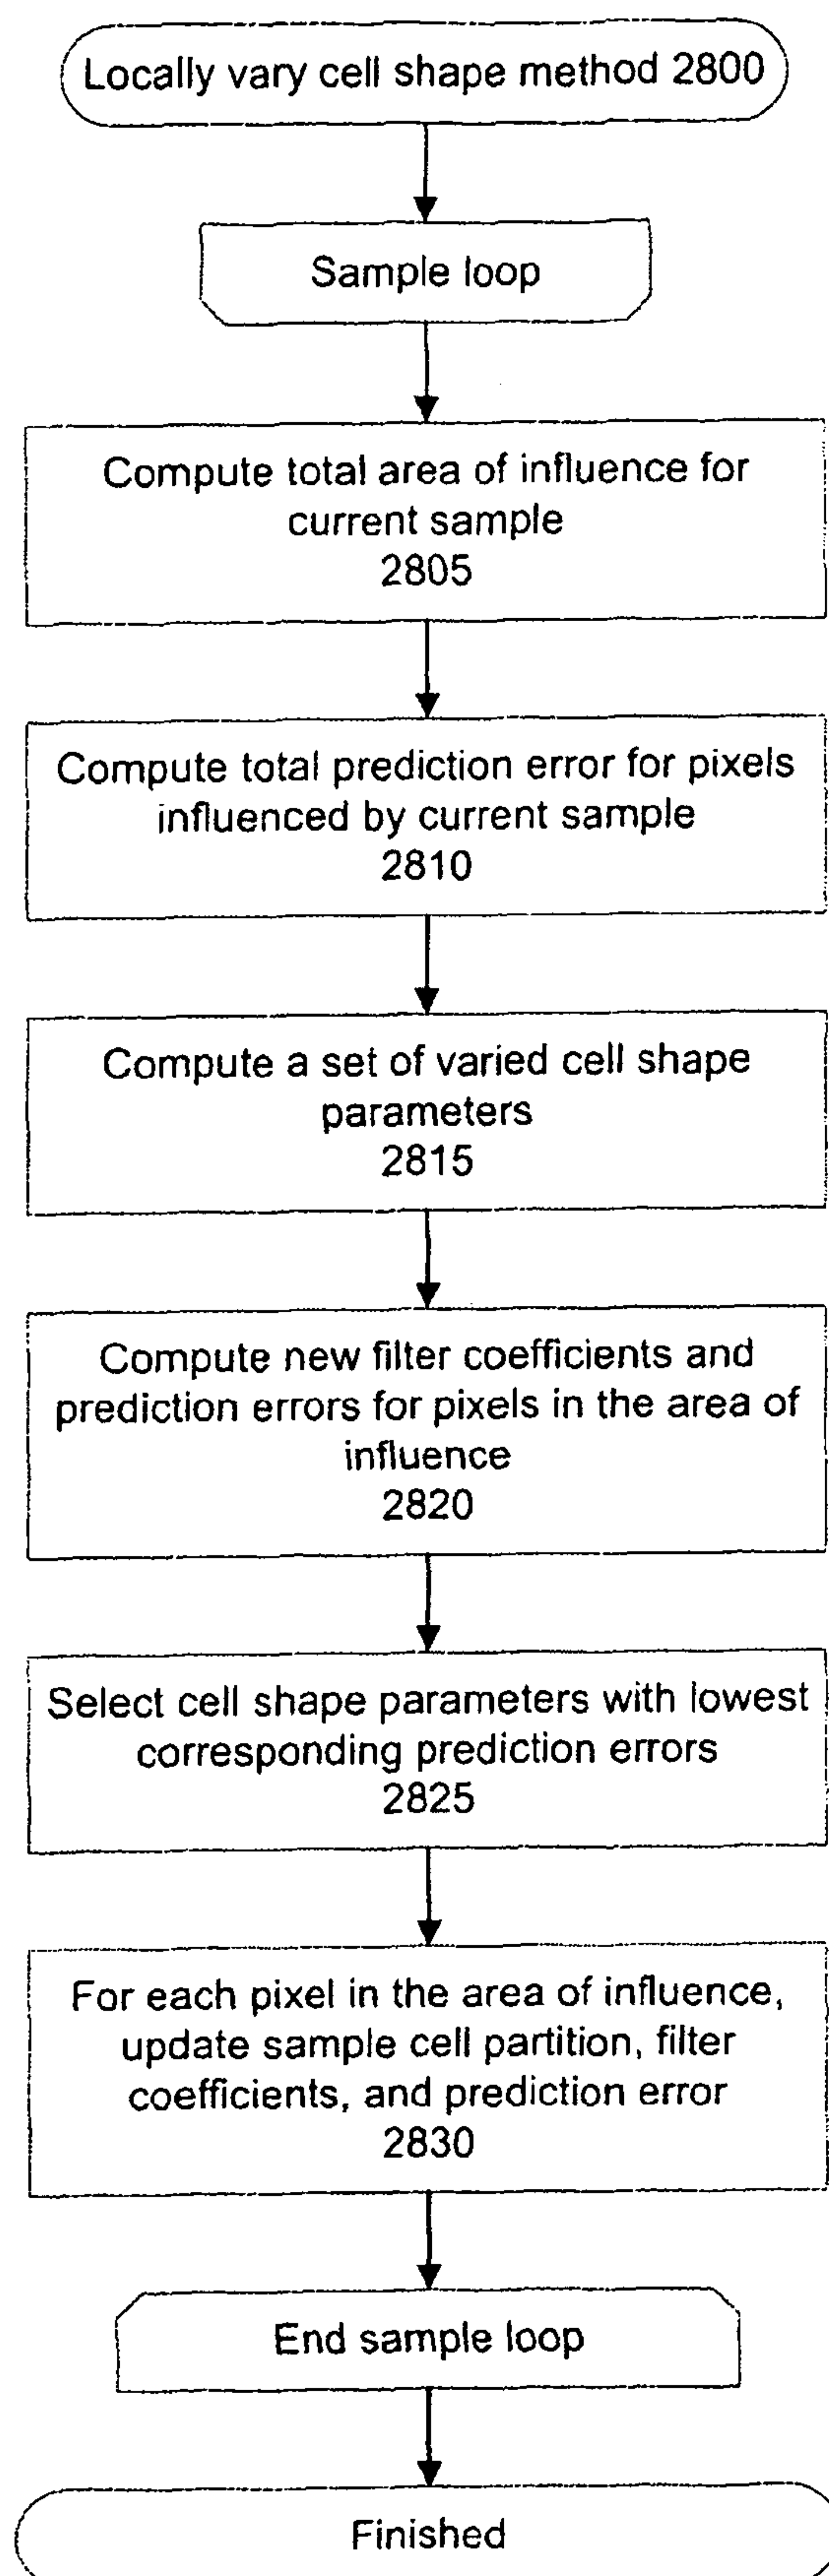 Locally vary cell shape method 2800
Sample loop
Compute total area of influence for
current sample
2805
Compute total prediction error for pixels
influenced by current sample
2810
Compute a set of varied cell shape
parameters
2815
Compute new filter coefficients and
prediction errors for pixels in the area of
influence
2820
Select cell shape parameters with lowest
corresponding prediction errors
2825
For each pixel in the area of influence,
update sample cell partition, filter
coefficients, and prediction error
2830
End sample loop
Finished